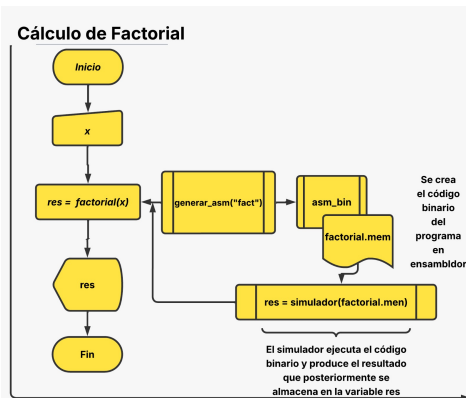 Cálculo de Factorial
Inicio
x
res = factorial(x)
generar_asm("fact")
asm_bin
factorial.mem
Se crea
el código
binario
del
programa
en
ensambldor
res
res = simulador(factorial.men)
Fin
El simulador ejecuta el código
binario y produce el resultado
que posteriormente se
almacena en la variable res